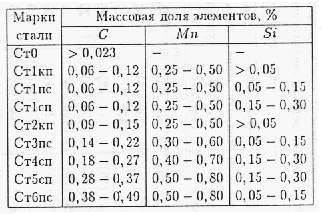 Марки стали Массовая доля элементов, %
C Mn Si
Ст0 > 0,023 – –
Ст1кп 0,06 – 0,12 0,25 – 0,50 > 0,05
Ст1пс 0,06 – 0,12 0,25 – 0,50 0,05 – 0,15
Ст1сп 0,06 – 0,12 0,25 – 0,50 0,15 – 0,30
Ст2кп 0,09 – 0,15 0,25 – 0,50 > 0,05
Ст3пс 0,14 – 0,22 0,30 – 0,60 0,05 – 0,15
Ст4сп 0,18 – 0,27 0,40 – 0,70 0,15 – 0,30
Ст5сп 0,28 – 0,37 0,50 – 0,80 0,15 – 0,30
Ст6пс 0,38 – 0,49 0,50 – 0,80 0,05 – 0,15